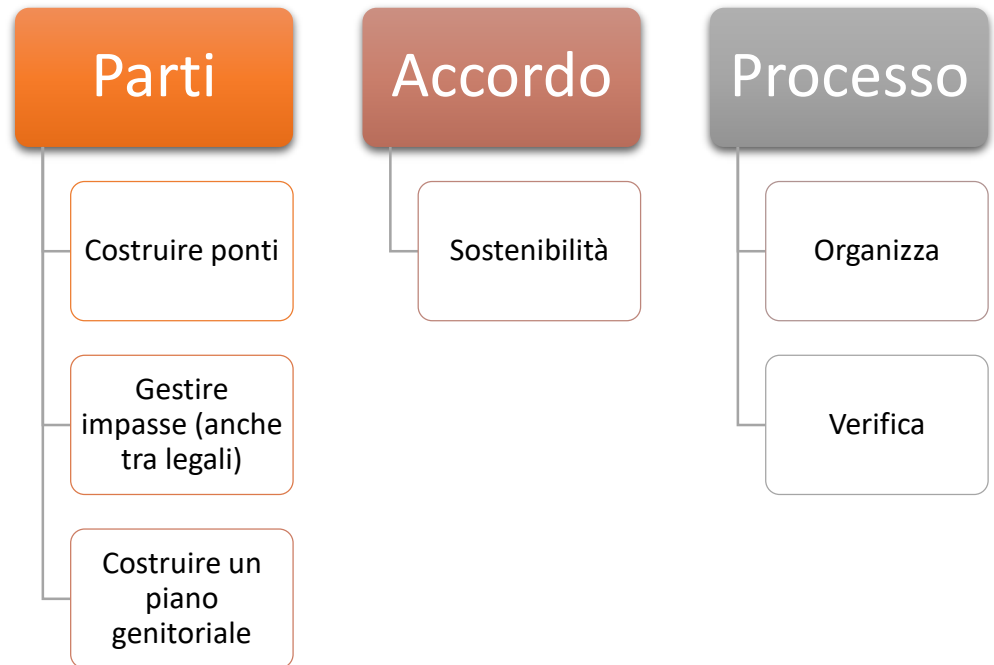 Parti
Costruire ponti
Gestire
impasse (anche
tra legali)
Costruire un
piano
genitoriale
Accordo
Sostenibilità
Processo
Organizza
Verifica